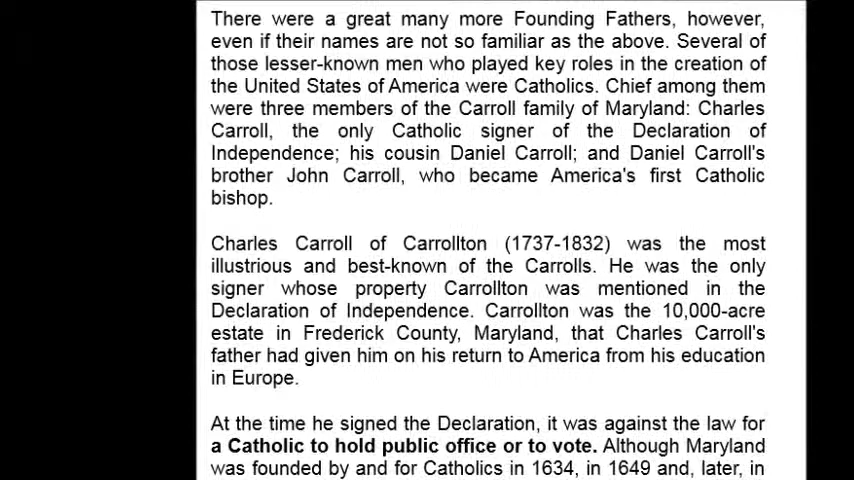 There were a great many more Founding Fathers, however,
even if their names are not so familiar as the above. Several of
those lesser-known men who played key roles in the creation of
the United States of America were Catholics. Chief among them
were three members of the Carroll family of Maryland: Charles
Carroll, the only Catholic signer of the Declaration of
Independence; his cousin Daniel Carroll; and Daniel Carroll's
brother John Carroll, who became America's first Catholic
bishop.
Charles Carroll of Carrollton (1737-1832) was the most
illustrious and best-known of the Carrolls. He was the only
signer whose property Carrollton was mentioned in the
Declaration of Independence. Carrollton was the 10,000-acre
estate in Frederick County, Maryland, that Charles Carroll's
father had given him on his return to America from his education
in Europe.
At the time he signed the Declaration, it was against the law for
a Catholic to hold public office or to vote. Although Maryland
was founded by and for Catholics in 1634, in 1649 and, later, in